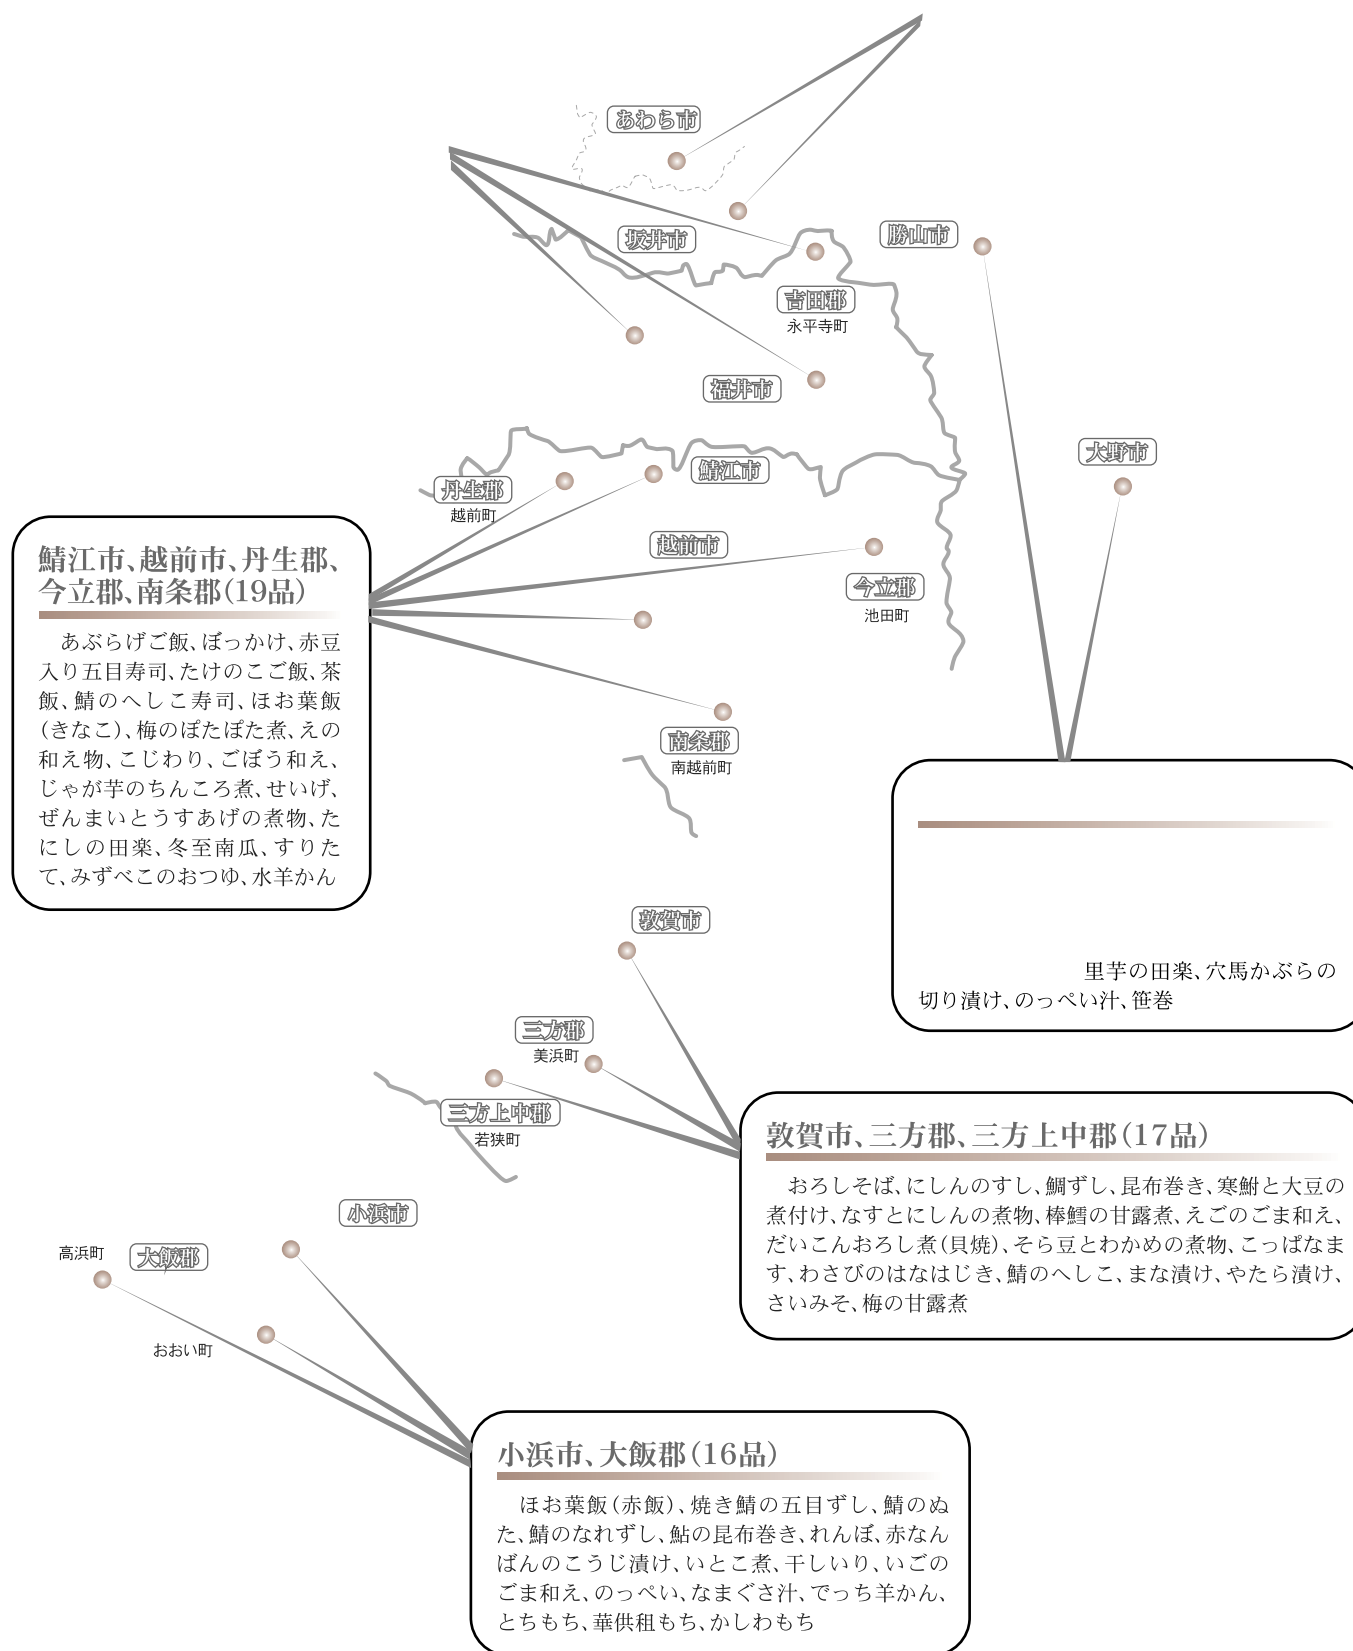 あわら市
坂井市
勝山市
吉田郡
永平寺町
福井市
大野市
鯖江市
丹生郡
越前町
越前市
今立郡
池田町
南条郡
南越前町
鯖江市、越前市、丹生郡、
今立郡、南条郡(19品)
あぶらげご飯、ぼっかけ、赤豆
入り五目寿司、たけのこご飯、茶
飯、鯖のへしこ寿司、ほお葉飯
(きなこ)、梅のぽたぽた煮、えの
和え物、こじわり、ごぼう和え、
じゃが芋のちんころ煮、せいげ、
ぜんまいとうすあげの煮物、た
にしの田楽、冬至南瓜、すりた
て、みずべこのおつゆ、水羊かん
里芋の田楽、穴馬かぶらの
切り漬け、のっぺい汁、笹巻
敦賀市
三方郡
美浜町
三方上中郡
若狭町
敦賀市、三方郡、三方上中郡(17品)
おろしそば、にしんのすし、鯛ずし、昆布巻き、寒鮒と大豆の
煮付け、なすとにしんの煮物、棒鱈の甘露煮、えごのごま和え、
だいこんおろし煮(貝焼)、そら豆とわかめの煮物、こっぱなま
す、わさびのはなはじき、鯖のへしこ、まな漬け、やたら漬け、
さいみそ、梅の甘露煮
小浜市
高浜町
大飯郡
おおい町
小浜市、大飯郡(16品)
ほお葉飯(赤飯)、焼き鯖の五目ずし、鯖のぬ
た、鯖のなれずし、鮎の昆布巻き、れんぼ、赤なん
ばんのこうじ漬け、いとこ煮、干しいり、いごの
ごま和え、のっぺい、なまぐさ汁、でっち羊かん、
とちもち、華供租もち、かしわもち